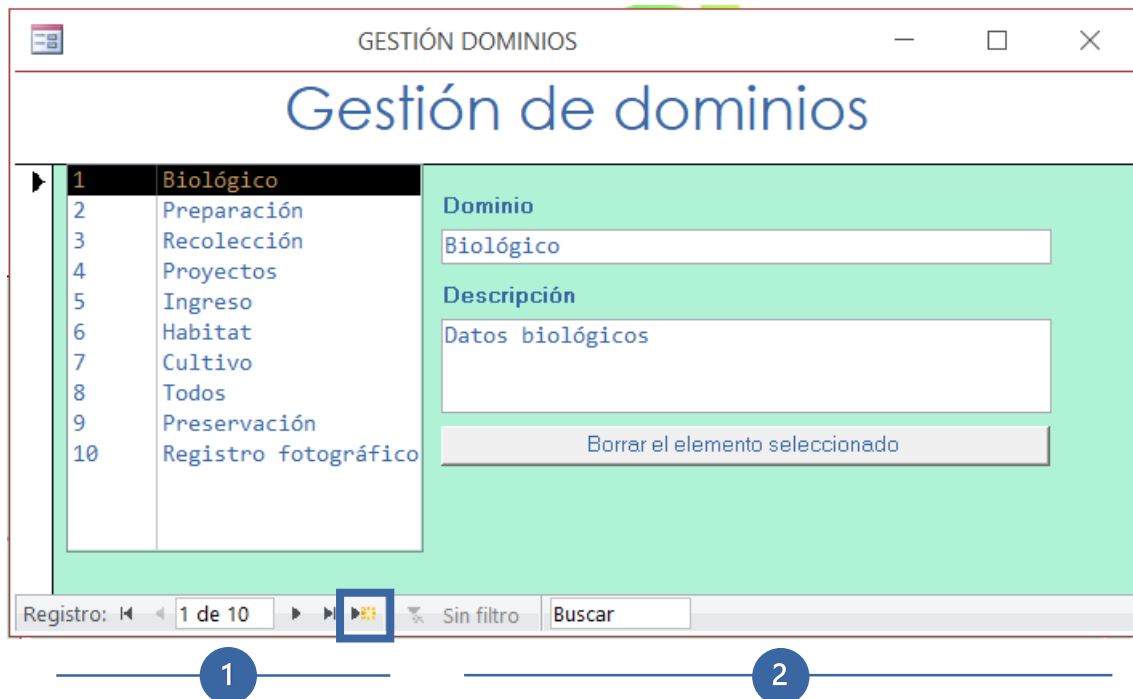 GESTIÓN DOMINIOS
Gestión de dominios
1 Biológico
2 Preparación
3 Recolección
4 Proyectos
5 Ingreso
6 Habitat
7 Cultivo
8 Todos
9 Preservación
10 Registro fotográfico
Dominio
Biológico
Descripción
Datos biológicos
Borrar el elemento seleccionado
Registro: 1 de 10 Sin filtro Buscar
1 2